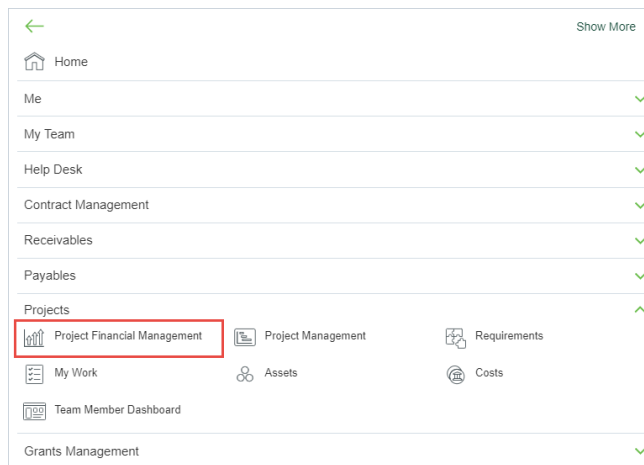 Show More
Home
Me
My Team
Help Desk
Contract Management
Receivables
Payables
Projects
Project Financial Management Project Management Requirements
My Work Assets Costs
Team Member Dashboard
Grants Management